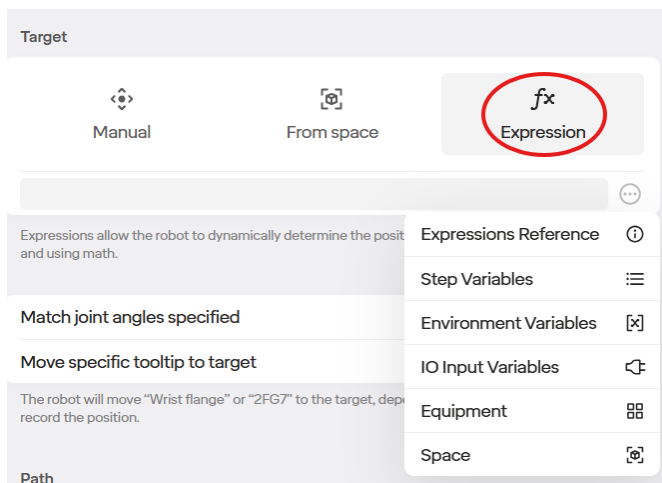 Target
Manual
From space
fx
Expression
Expressions allow the robot to dynamically determine the posit
and using math.
Expressions Reference
Step Variables
Environment Variables
IO Input Variables
Equipment
Space
Match joint angles specified
Move specific tooltip to target
The robot will move “Wrist flange” or “2FG7” to the target, depe
record the position.
Path